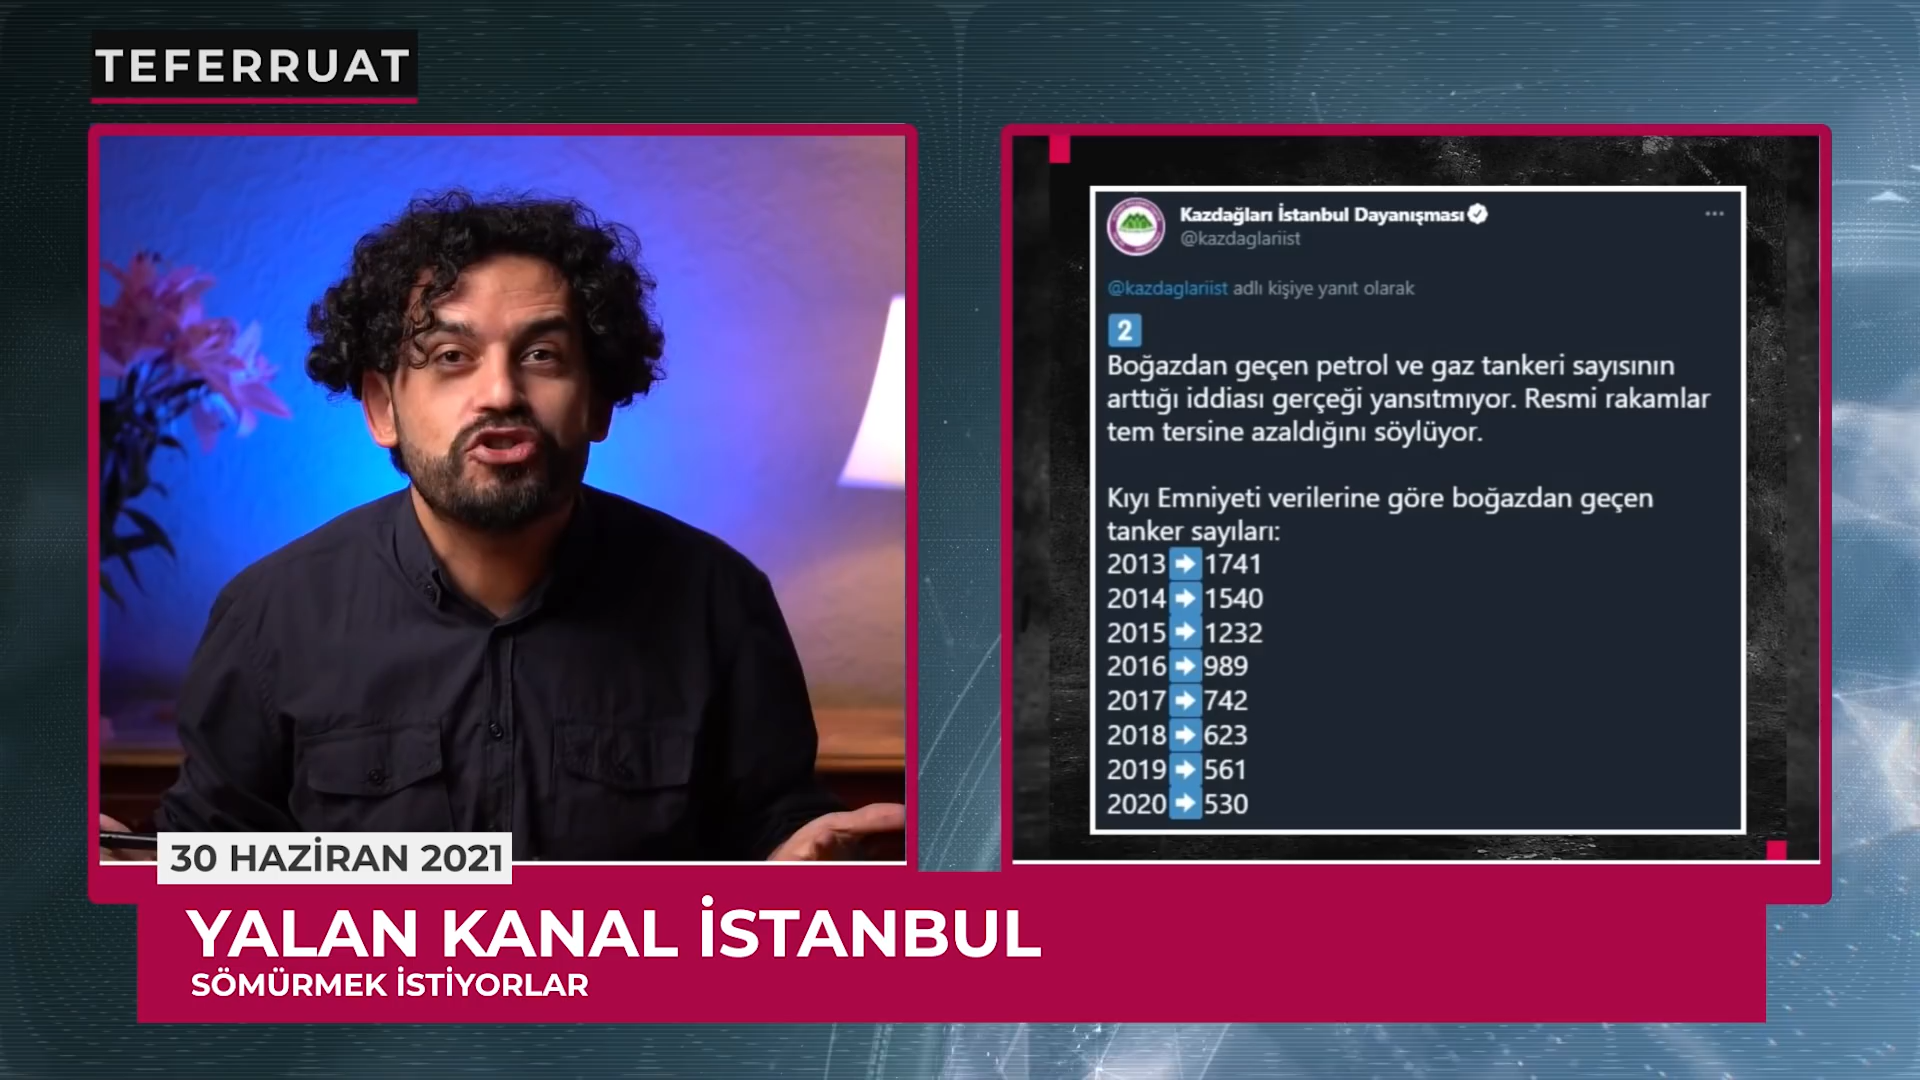 TEFERRUAT
Kazdağları İstanbul Dayanışması
@kazdaglariist
@kazdaglariist adlı kişiye yanıt olarak
2
Boğazdan geçen petrol ve gaz tankeri sayısının
arttığı iddiası gerçeği yansıtmıyor. Resmi rakamlar
tem tersine azaldığını söylüyor.
Kıyı Emniyeti verilerine göre boğazdan geçen
tanker sayıları:
2013 ➡ 1741
2014 ➡ 1540
2015 ➡ 1232
2016 ➡ 989
2017 ➡ 742
2018 ➡ 623
2019 ➡ 561
2020 ➡ 530
30 HAZİRAN 2021
YALAN KANAL İSTANBUL
SÖMÜRMEK İSTİYORLAR